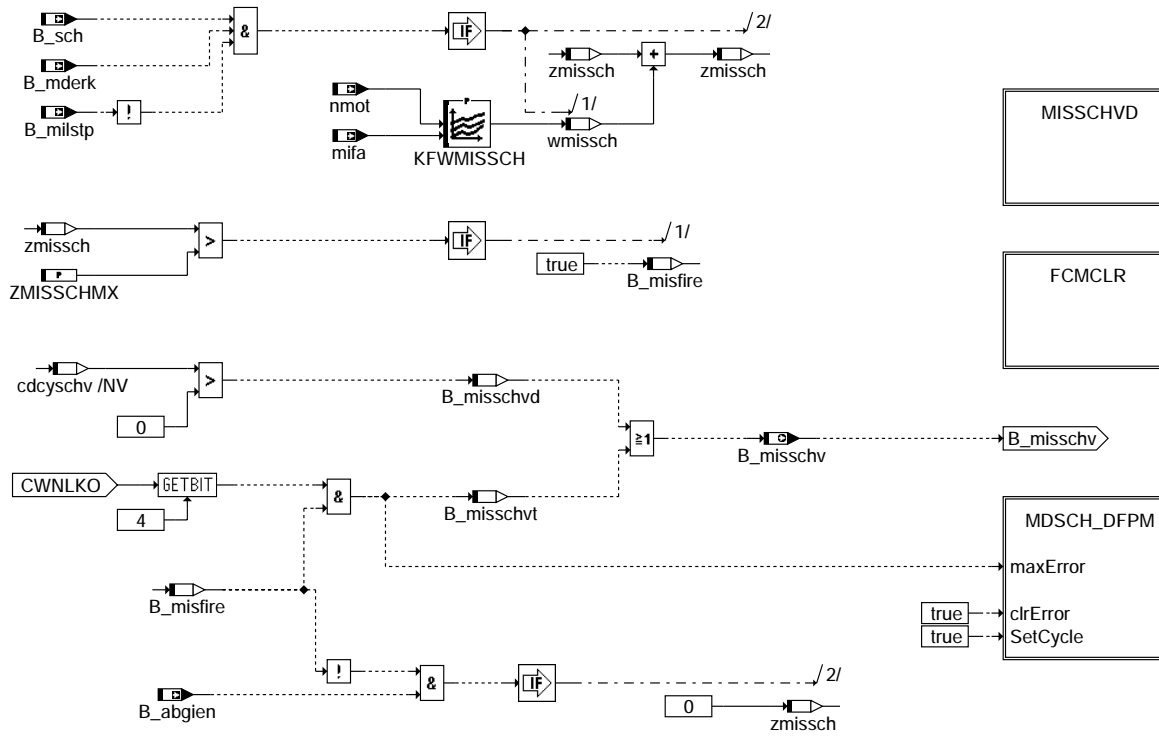 B_sch
B_mderk
B_milstp
&
!
IF
2/
zmissch
+
zmissch
nmot
mifa
P
KFWMISSCH
1/
wmissch
MISSCHVD
zmissch
P
ZMISSCHMX
>
IF
1/
true
B_misfire
FCMCLR
cdcyschv /NV
0
>
B_misschvd
≧1
B_misschv
B_misschv
CWNLKO
GETBIT
4
&
B_misschvt
B_misfire
MDSCH_DFPM
maxError
true
clrError
true
SetCycle
!
B_abgien
&
IF
2/
0
zmissch